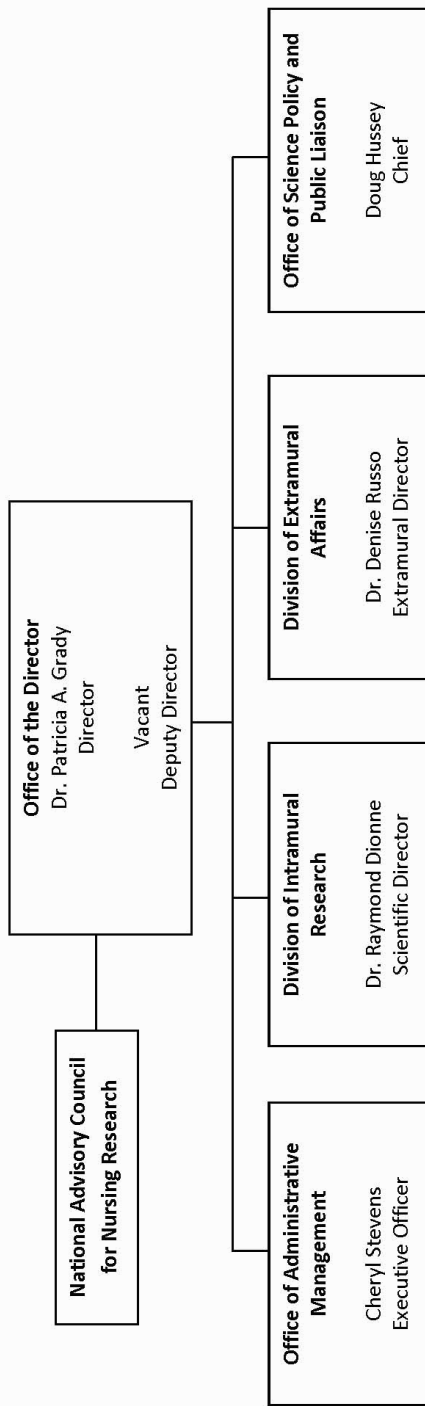 National Advisory Council
for Nursing Research
Office of the Director
Dr. Patricia A. Grady
Director
Vacant
Deputy Director
Office of Administrative
Management
Cheryl Stevens
Executive Officer
Division of Intramural
Research
Dr. Raymond Dionne
Scientific Director
Division of Extramural
Affairs
Dr. Denise Russo
Extramural Director
Office of Science Policy and
Public Liaison
Doug Hussey
Chief